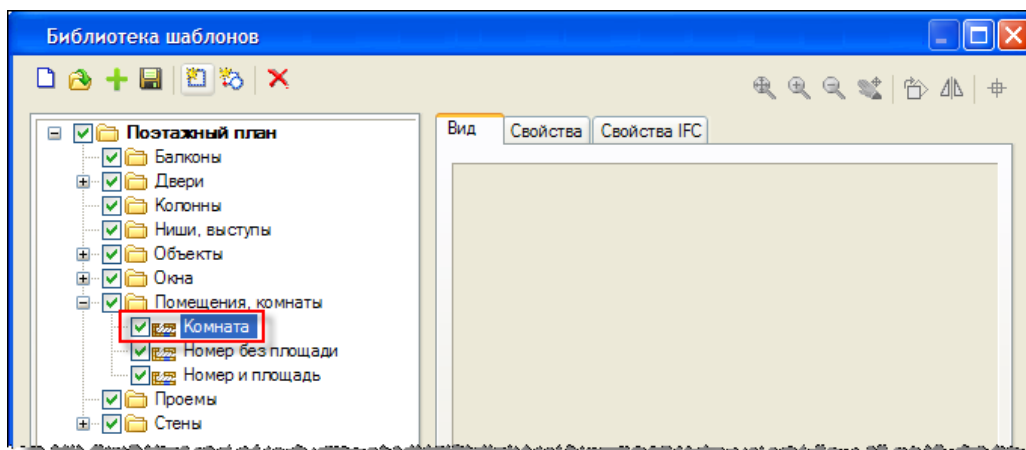 Библиотека шаблонов
Вид Свойства Свойства IFC
Поэтажный план
Балконы
Двери
Колонны
Ниши, выступы
Объекты
Окна
Помещения, комнаты
Комната
Номер без площади
Номер и площадь
Проемы
Стены